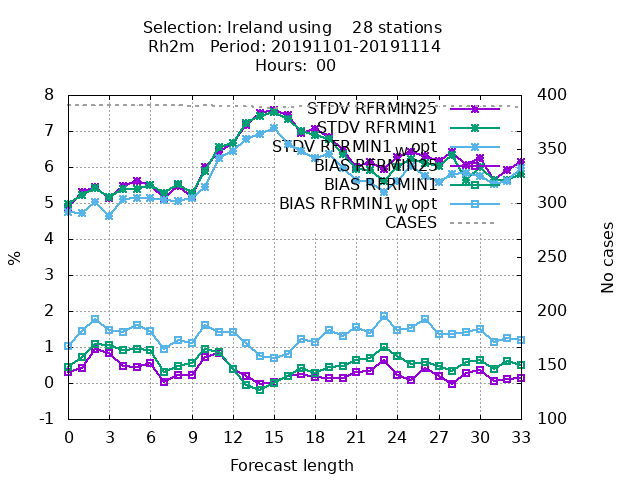 Selection: Ireland using    28 stations
Rh2m   Period: 20191101-20191114
Hours:  00
8
7
6
5
4
3
2
1
0
-1
%
400
350
300
250
200
150
100
No cases
STDV RFRMIN25
STDV RFRMIN1
STDV RFRMIN1_W opt
BIAS RFRMIN25
BIAS RFRMIN1
BIAS RFRMIN1_W opt
CASES
0 3 6 9 12 15 18 21 24 27 30 33
Forecast length